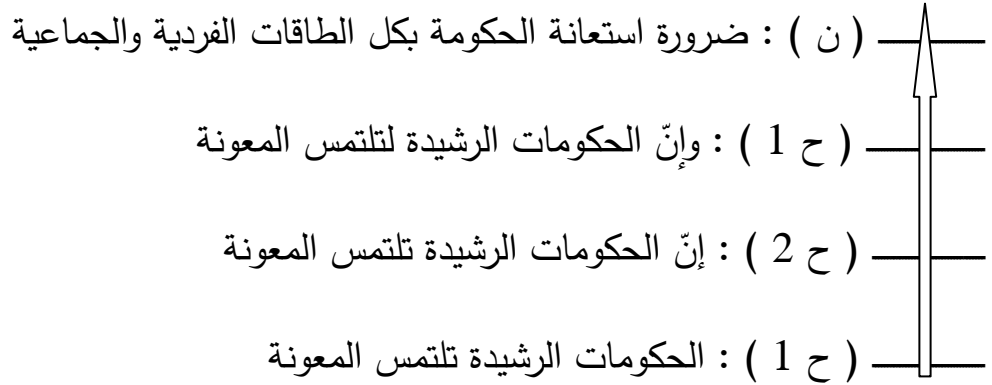 ( ن ) : ضرورة استعانة الحكومة بكل الطاقات الفردية والجماعية
( ح 1 ) : وإنّ الحكومات الرشيدة لتلتمس المعونة
( ح 2 ) : إنّ الحكومات الرشيدة تلتمس المعونة
( ح 1 ) : الحكومات الرشيدة تلتمس المعونة